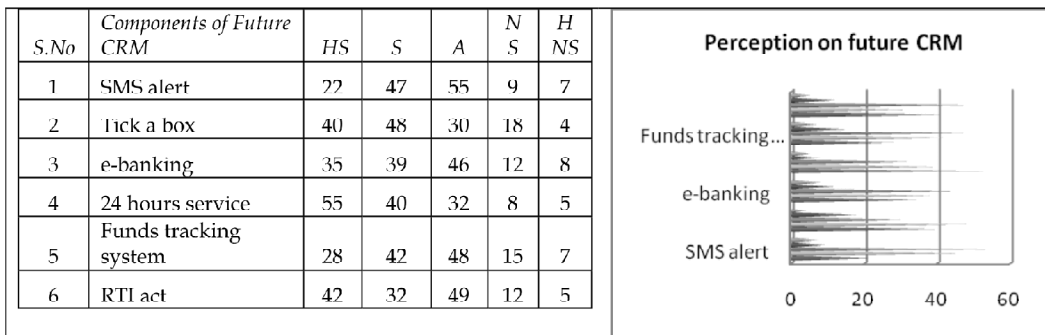 S.No Components of Future CRM HS S A N S H NS
1 SMS alert 22 47 55 9 7
2 Tick a box 40 48 30 18 4
3 e-banking 35 39 46 12 8
4 24 hours service 55 40 32 8 5
5 Funds tracking system 28 42 48 15 7
6 RTI act 42 32 49 12 5
Perception on future CRM
Funds tracking...
e-banking
SMS alert
0 20 40 60